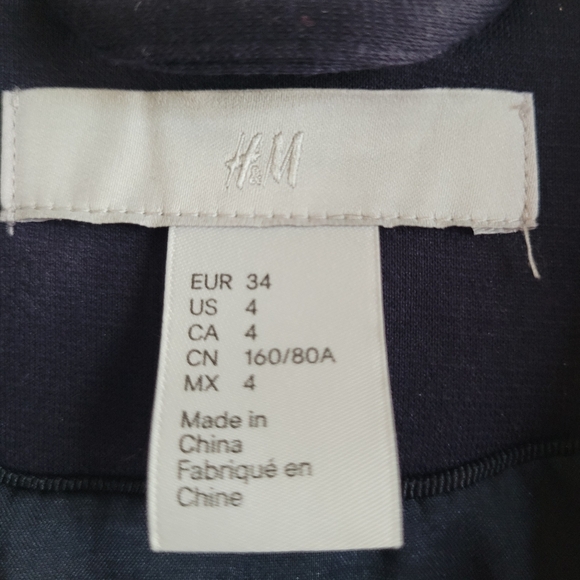 H&M
EUR 34
US 4
CA 4
CN 160/80A
MX 4
Made in
China
Fabriqué en
Chine